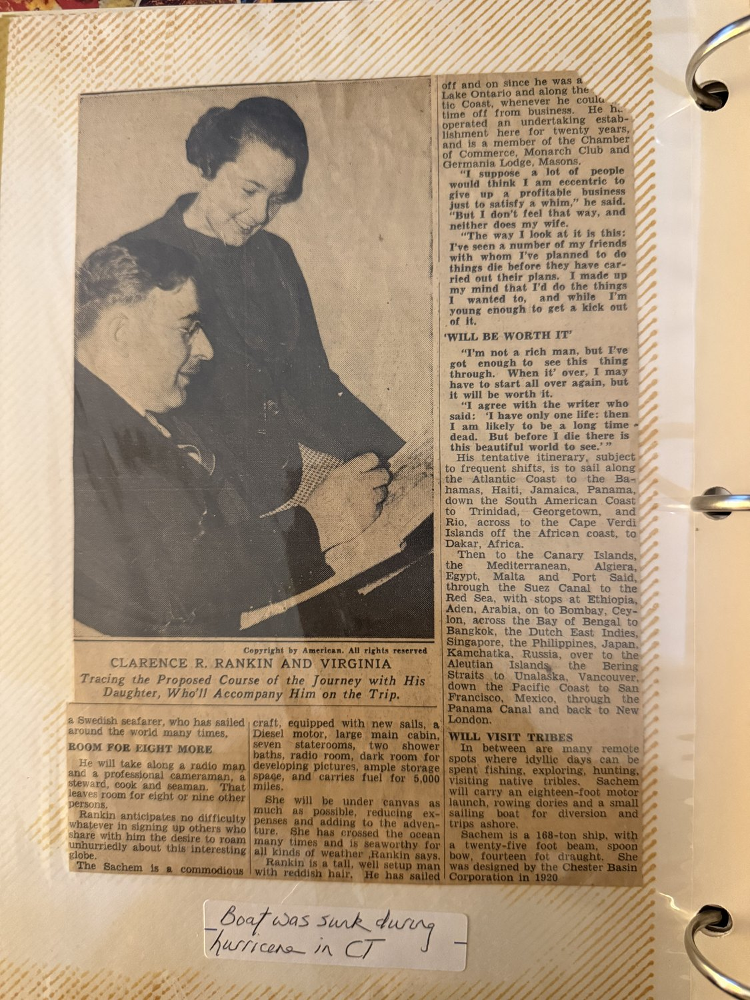 Copyright by American. All rights reserved
CLARENCE R. RANKIN AND VIRGINIA
Tracing the Proposed Course of the Journey with His
Daughter, Who'll Accompany Him on the Trip.
a Swedish seafarer, who has sailed
around the world many times.
ROOM FOR EIGHT MORE
He will take along a radio man
and a professional cameraman, a
steward, cook and seaman. That
leaves room for eight or nine other
persons.
Rankin anticipates no difficulty
whatever in signing up others who
share with him the desire to roam
unhurriedly about this interesting
globe.
The Sachem is a commodious
craft, equipped with new sails, a
Diesel motor, large main cabin,
seven staterooms, two shower
baths, radio room, dark room for
developing pictures, ample storage
space, and carries fuel for 5,000
miles.
She will be under canvas as
much as possible, reducing ex-
penses and adding to the adven-
ture. She has crossed the ocean
many times and is seaworthy for
all kinds of weather ,Rankin says.
Rankin is a tall, well setup man
with reddish hair. He has sailed
off and on since he was a
Lake Ontario and along the
tic Coast, whenever he could
time off from business. He
operated an undertaking estab-
lishment here for twenty years,
and is a member of the Chamber
of Commerce, Monarch Club and
Germania Lodge, Masons.
"I suppose a lot of people
would think I am eccentric to
give up a profitable business
just to satisfy a whim," he said.
"But I don't feel that way, and
neither does my wife.
"The way I look at it is this:
I've seen a number of my friends
with whom I've planned to do
things die before they have car-
ried out their plans. I made up
my mind that I'd do the things
I wanted to, and while I'm
young enough to get a kick out
of it.
'WILL BE WORTH IT'
"I'm not a rich man, but I've
got enough to see this thing
through. When it' over, I may
have to start all over again, but
it will be worth it.
"I agree with the writer who
said: 'I have only one life: then
I am likely to be a long time
dead. But before I die there is
this beautiful world to see.'"
His tentative itinerary, subject
to frequent shifts, is to sail along
the Atlantic Coast to the Ba-
hamas, Haiti, Jamaica, Panama,
down the South American Coast
to Trinidad, Georgetown, and
Rio, across to the Cape Verdi
Islands off the African coast, to
Dakar, Africa.
Then to the Canary Islands,
the Mediterranean, Algiera,
Egypt, Malta and Port Said,
through the Suez Canal to the
Red Sea, with stops at Ethiopia,
Aden, Arabia, on to Bombay, Cey-
lon, across the Bay of Bengal to
Bangkok, the Dutch East Indies,
Singapore, the Philippines, Japan,
Kamchatka, Russia, over to the
Aleutian Islands, the Bering
Straits to Unalaska, Vancouver,
down the Pacific Coast to San
Francisco, Mexico, through the
Panama Canal and back to New
London.
WILL VISIT TRIBES
In between are many remote
spots where idyllic days can be
spent fishing, exploring, hunting,
visiting native tribles. Sachem
will carry an eighteen-foot motor
launch, rowing dories and a small
sailing boat for diversion and
trips ashore.
Sachem is a 168-ton ship, with
a twenty-five foot beam, spoon
bow, fourteen fot draught. She
was designed by the Chester Basin
Corporation in 1920
Boat was sunk during
hurricene in CT